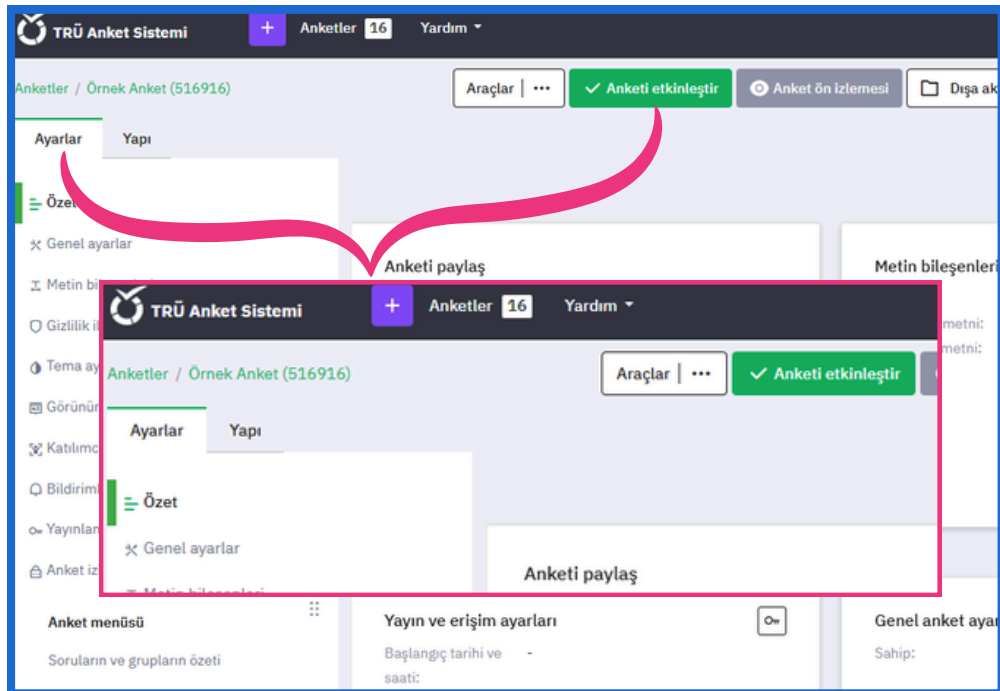 TRÜ Anket Sistemi + Anketler 16 Yardım
Anketler / Örnek Anket (516916) Araçlar | ··· Anketi etkinleştir Anket ön izlemesi Dışa ak
Ayarlar Yapı
Özet
Genel ayarlar
Anketi paylaş
Metin bileşenleri
Metin bi
metni:
Gizlilik il
metni:
Tema ay
Görünür
Katılımc
Bildiriml
Yayınlan
Anket iz
TRÜ Anket Sistemi + Anketler 16 Yardım
Anketler / Örnek Anket (516916) Araçlar | ··· Anketi etkinleştir
Ayarlar Yapı
Özet
Genel ayarlar
Metin bileşenleri
Anketi paylaş
Anket menüsü
Soruların ve grupların özeti
Yayın ve erişim ayarları
Başlangıç tarihi ve -
saati:
Genel anket ayar
Sahip: